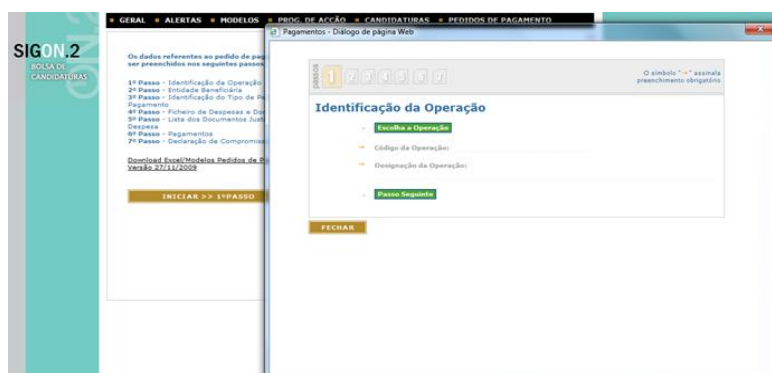 GERAL ALERTAS MODELOS PROG. DE ACÇÃO CANDIDATURAS PEDIDOS DE PAGAMENTO
SIGON.2
BOLSA DE
CANDIDATURAS
Os dados referentes ao pedido de pag
ser preenchidos nos seguintes passos
1º Passo - Identificação da Operação
2º Passo - Entidade Beneficiária
3º Passo - Identificação do Tipo de Pe
Pagamento
4º Passo - Ficheiro de Despesas e Do
5º Passo - Lista dos Documentos Just
Despesa
6º Passo - Pagamentos
7º Passo - Declaração de Compromiss
Download Excel/Modelos Pedidos de P
Versão 27/11/2009
INICIAR >> 1ºPASSO
Pagamentos - Diálogo de página Web
passos 1 2 3 4 5 6 7
O símbolo "→" assinala
preenchimento obrigatório
Identificação da Operação
Escolha a Operação
→ Código da Operação:
→ Designação da Operação:
Passo Seguinte
FECHAR